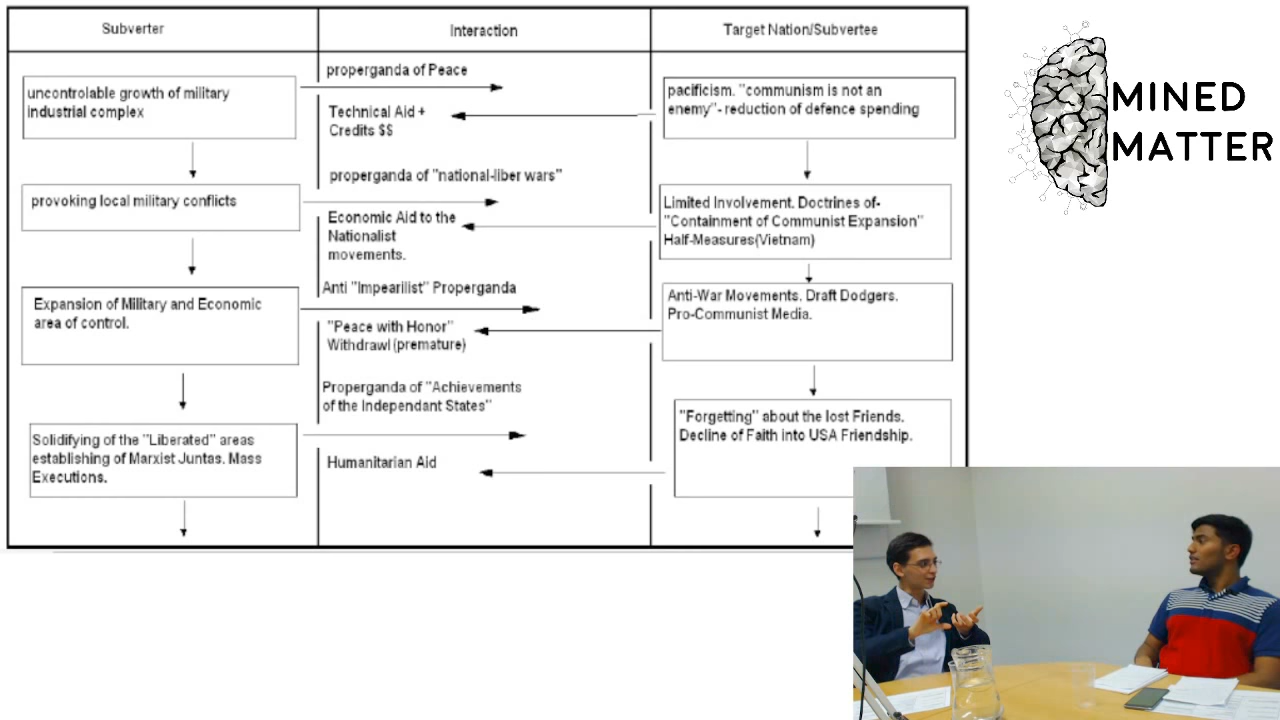 Subverter
Interaction
Target Nation/Subvertee
uncontrolable growth of military
industrial complex
properganda of Peace
Technical Aid +
Credits $$
pacificism. "communism is not an
enemy"- reduction of defence spending
provoking local military conflicts
properganda of "national-liber wars"
Economic Aid to the
Nationalist
movements.
Limited Involvement. Doctrines of-
"Containment of Communist Expansion"
Half-Measures(Vietnam)
Expansion of Military and Economic
area of control.
Anti "Impearilist" Properganda
"Peace with Honor"
Withdrawl (premature)
Anti-War Movements. Draft Dodgers.
Pro-Communist Media.
Solidifying of the "Liberated" areas
establishing of Marxist Juntas. Mass
Executions.
Properganda of "Achievements
of the Independant States"
Humanitarian Aid
"Forgetting" about the lost Friends.
Decline of Faith into USA Friendship.
MINED
MATTER